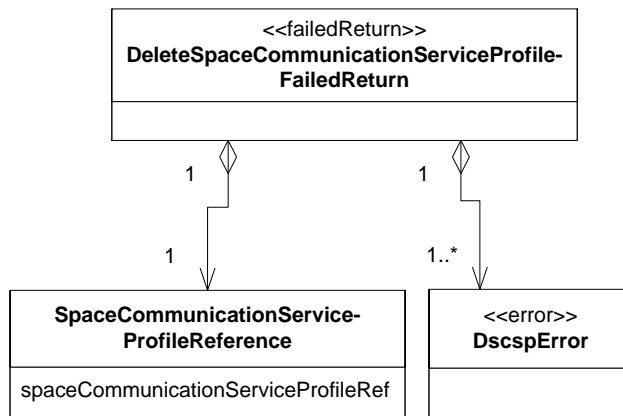 <<failedReturn>>
DeleteSpaceCommunicationServiceProfile-
FailedReturn
1
1
1
1..*
SpaceCommunicationService-
ProfileReference
<<error>>
DscspError
spaceCommunicationServiceProfileRef